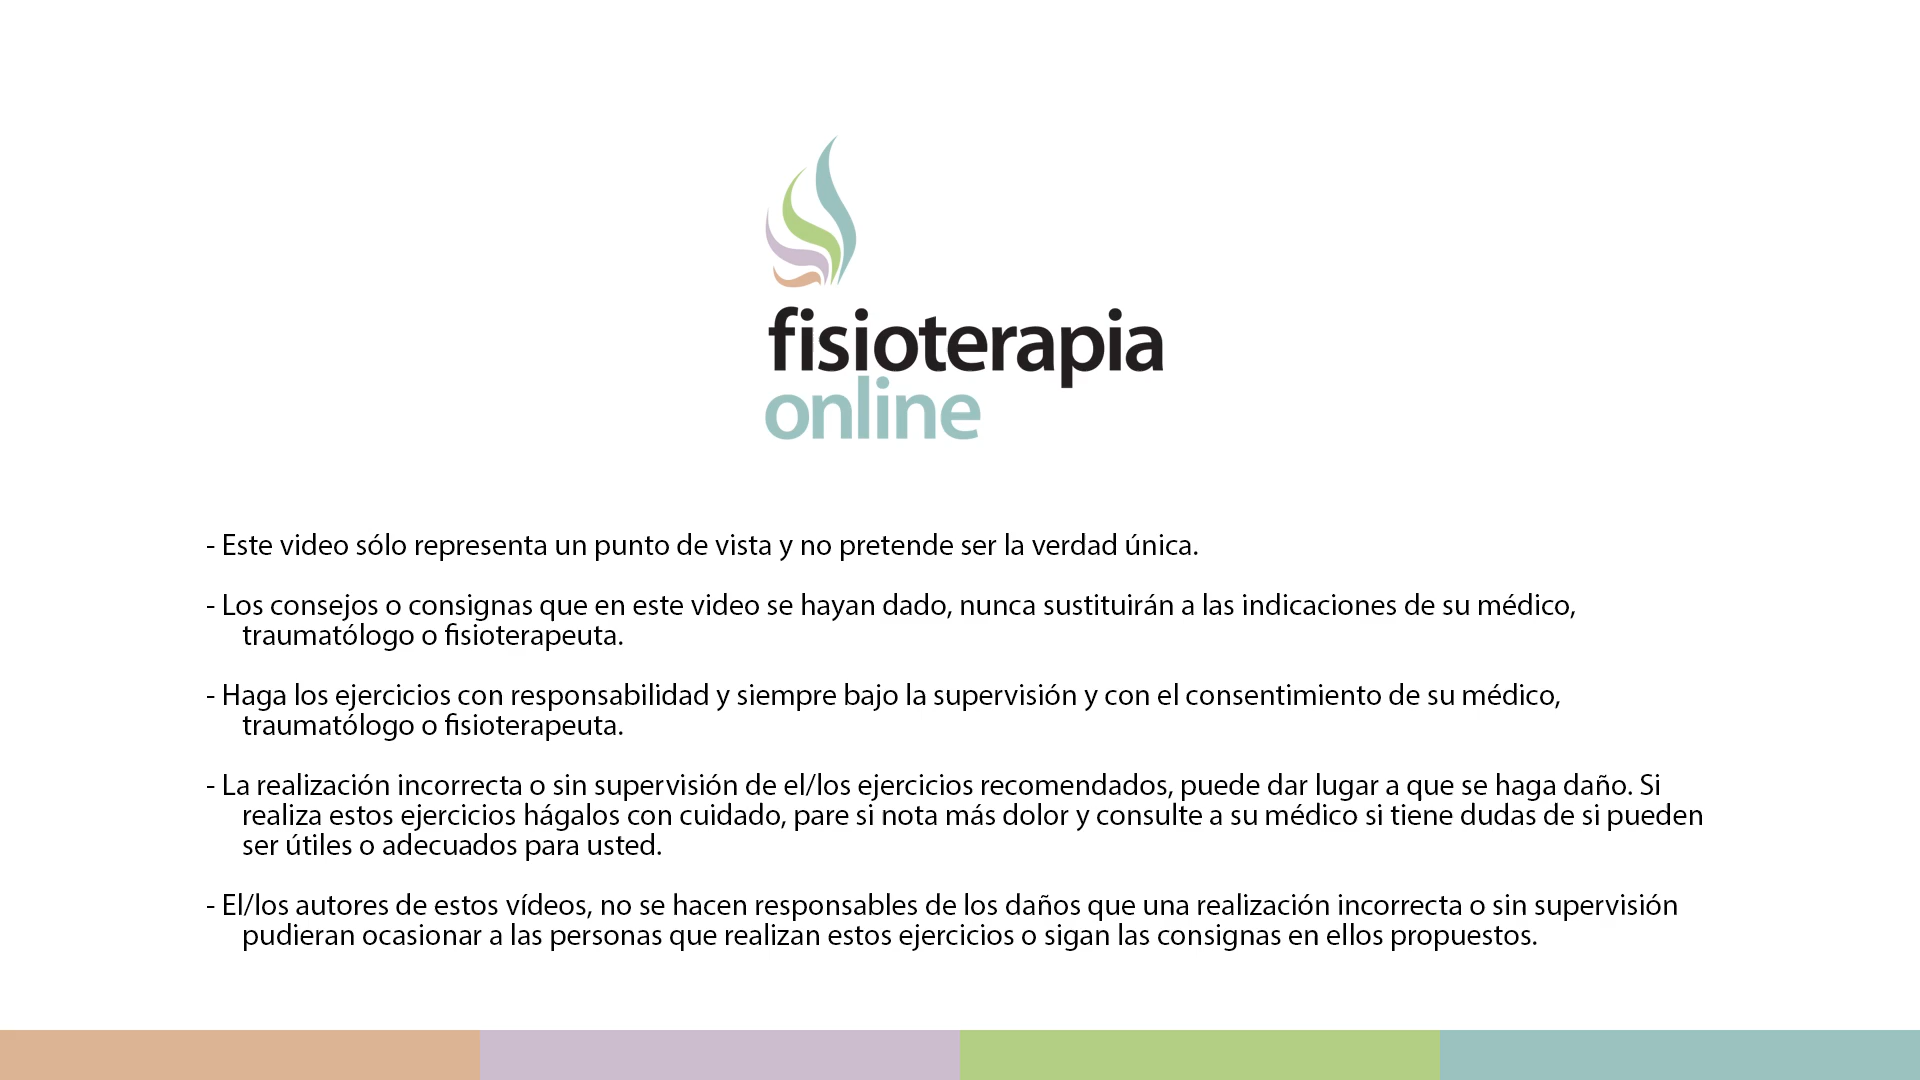 fisioterapia
online
- Este video sólo representa un punto de vista y no pretende ser la verdad única.
- Los consejos o consignas que en este video se hayan dado, nunca sustituirán a las indicaciones de su médico,
traumatólogo o fisioterapeuta.
- Haga los ejercicios con responsabilidad y siempre bajo la supervisión y con el consentimiento de su médico,
traumatólogo o fisioterapeuta.
- La realización incorrecta o sin supervisión de el/los ejercicios recomendados, puede dar lugar a que se haga daño. Si
realiza estos ejercicios hágalos con cuidado, pare si nota más dolor y consulte a su médico si tiene dudas de si pueden
ser útiles o adecuados para usted.
- El/los autores de estos vídeos, no se hacen responsables de los daños que una realización incorrecta o sin supervisión
pudieran ocasionar a las personas que realizan estos ejercicios o sigan las consignas en ellos propuestos.